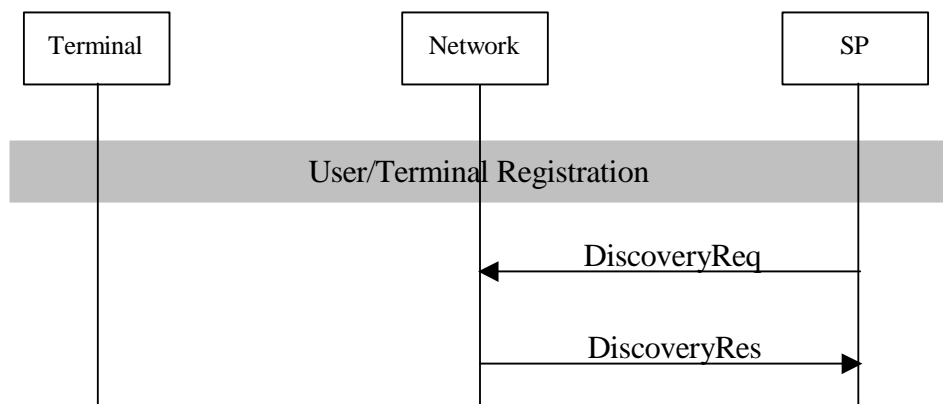 Terminal
Network
SP
User/Terminal Registration
DiscoveryReq
DiscoveryRes